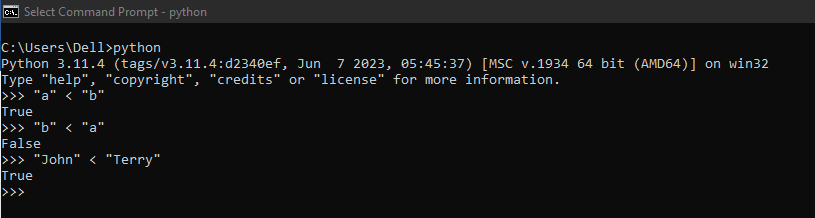 Select Command Prompt - python
C:\Users\Dell>python
Python 3.11.4 (tags/v3.11.4:d2340ef, Jun  7 2023, 05:45:37) [MSC v.1934 64 bit (AMD64)] on win32
Type "help", "copyright", "credits" or "license" for more information.
>>> "a" < "b"
True
>>> "b" < "a"
False
>>> "John" < "Terry"
True
>>>